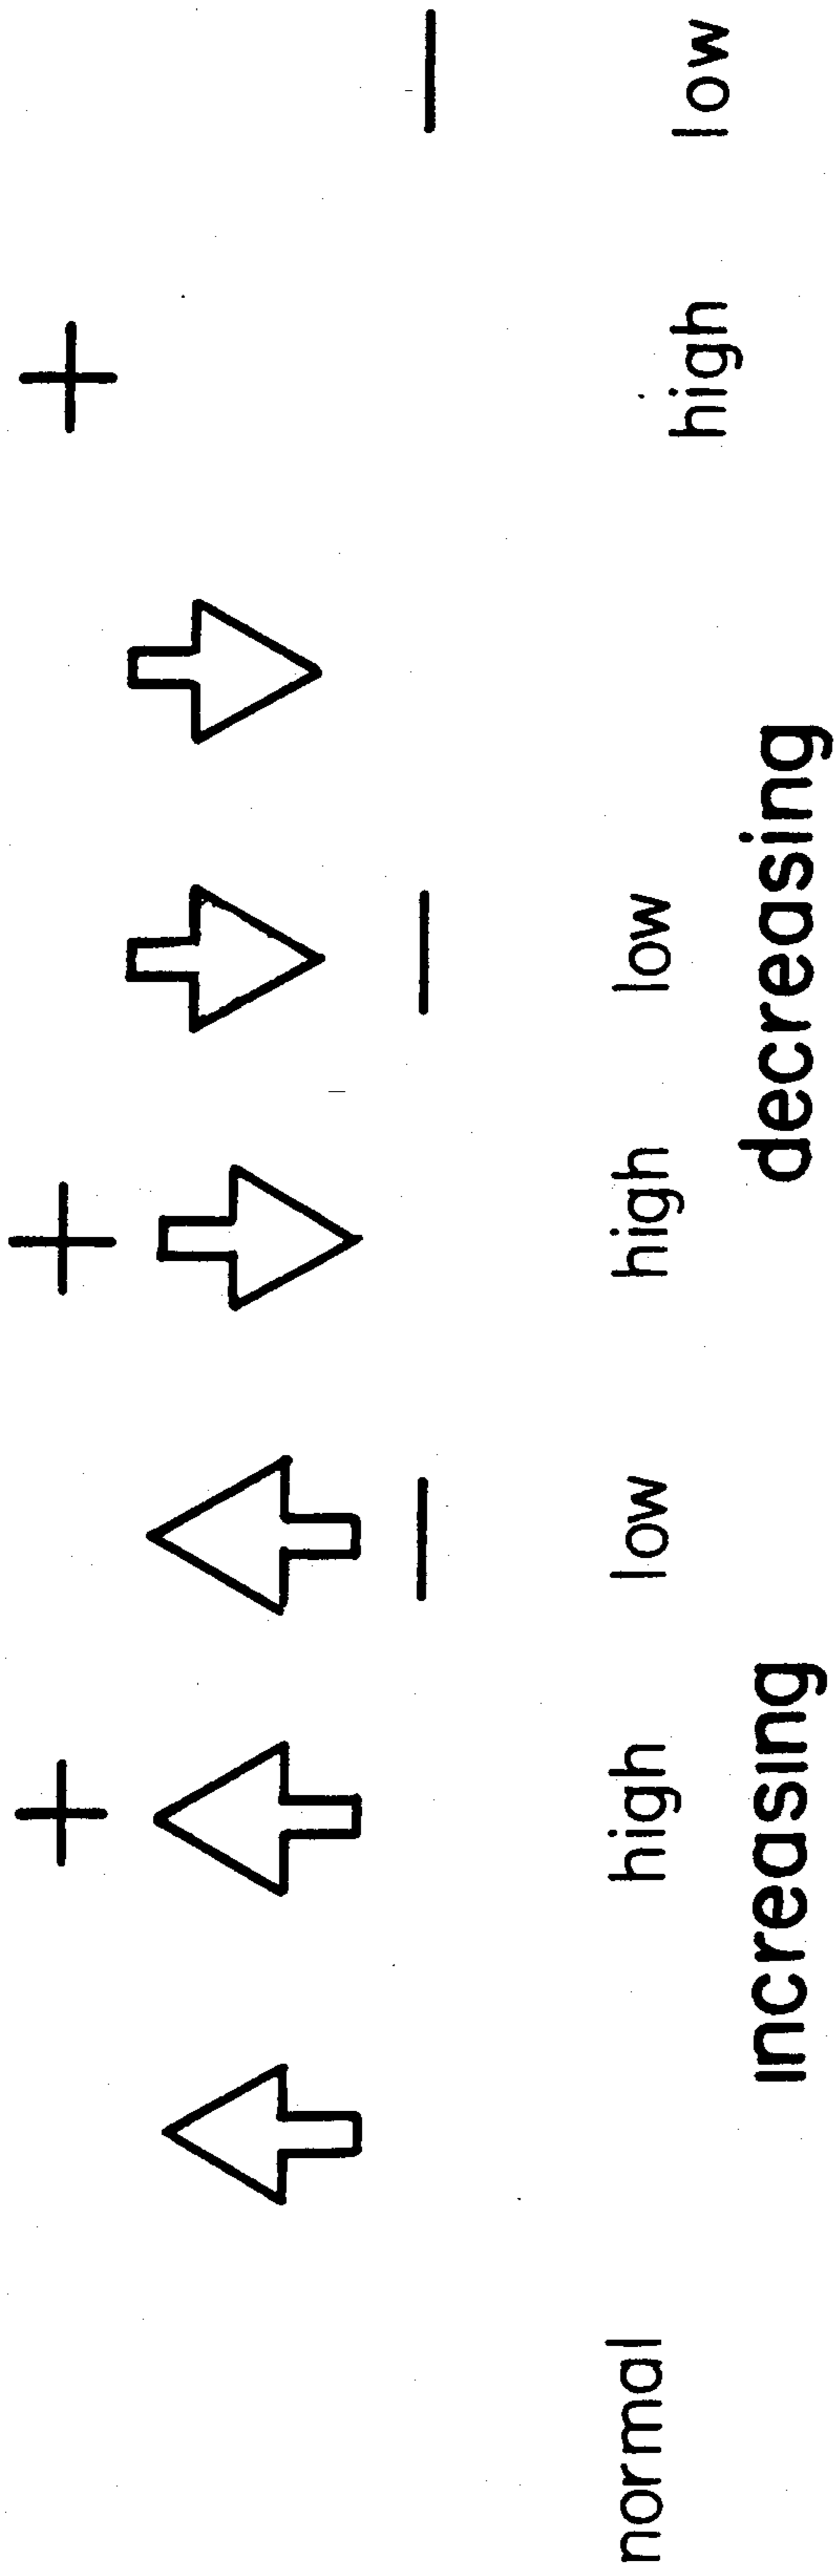 + + + +
— — —
normal high low high low high low
increasing decreasing